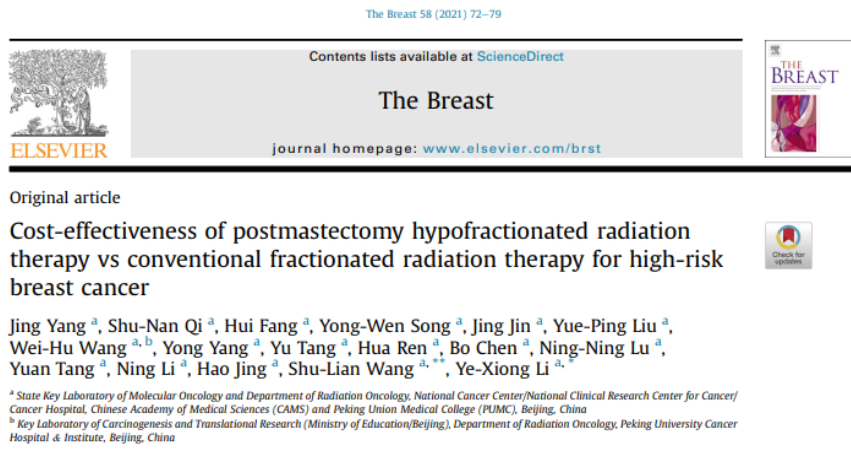 The Breast 58 (2021) 72–79
Contents lists available at ScienceDirect
The Breast
journal homepage: www.elsevier.com/brst
ELSEVIER
THE
BREAST
Original article
Cost-effectiveness of postmastectomy hypofractionated radiation
therapy vs conventional fractionated radiation therapy for high-risk
breast cancer
Check for
updates
Jing Yang a, Shu-Nan Qi a, Hui Fang a, Yong-Wen Song a, Jing Jin a, Yue-Ping Liu a,
Wei-Hu Wang a, b, Yong Yang a, Yu Tang a, Hua Ren a, Bo Chen a, Ning-Ning Lu a,
Yuan Tang a, Ning Li a, Hao Jing a, Shu-Lian Wang a, **, Ye-Xiong Li a, *
a State Key Laboratory of Molecular Oncology and Department of Radiation Oncology, National Cancer Center/National Clinical Research Center for Cancer/
Cancer Hospital, Chinese Academy of Medical Sciences (CAMS) and Peking Union Medical College (PUMC), Beijing, China
b Key Laboratory of Carcinogenesis and Translational Research (Ministry of Education/Beijing), Department of Radiation Oncology, Peking University Cancer
Hospital & Institute, Beijing, China